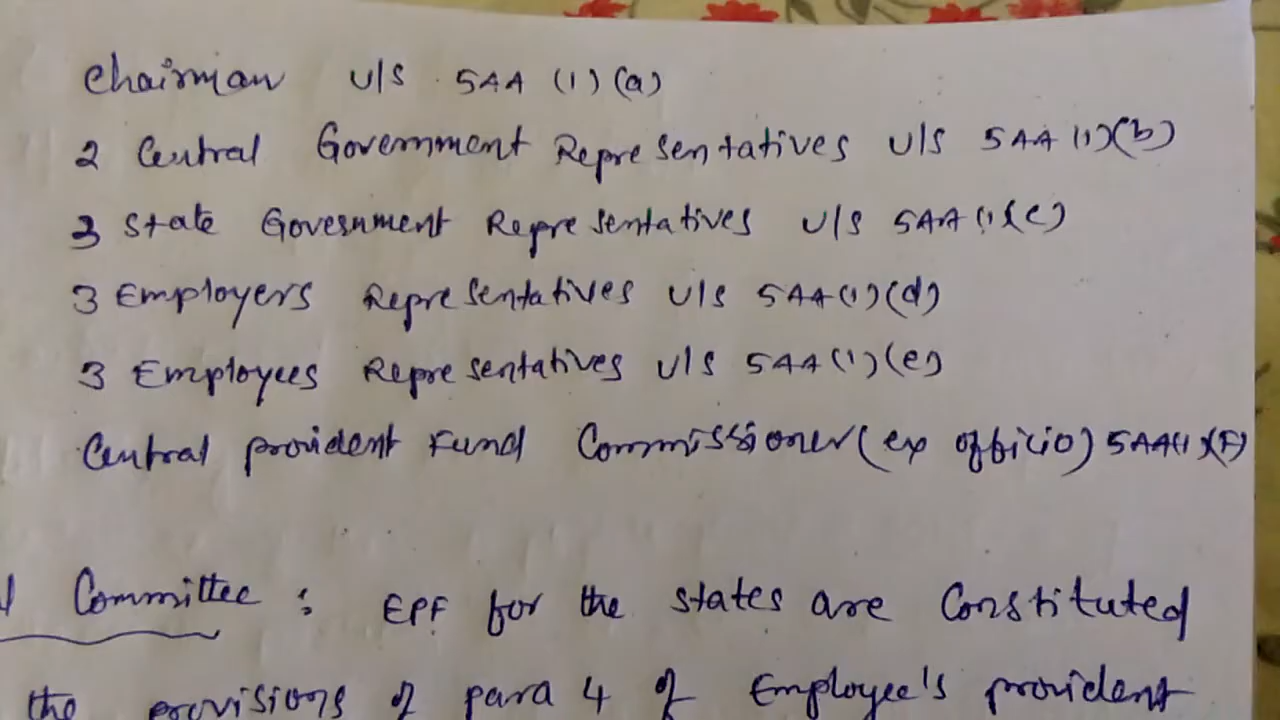 Chairman U/S 5AA (1) (a)
2 Central Government Representatives U/S 5AA (1)(b)
3 State Government Representatives U/S 5AA (1)(c)
3 Employers Representatives U/S 5AA (1) (d)
3 Employees Representatives U/S 5AA (1) (e)
Central provident Fund Commissioner (ex officio) 5AA(1)(F)
Committee : EPF for the states are Constituted
the provisions of para 4 of Employee's provident